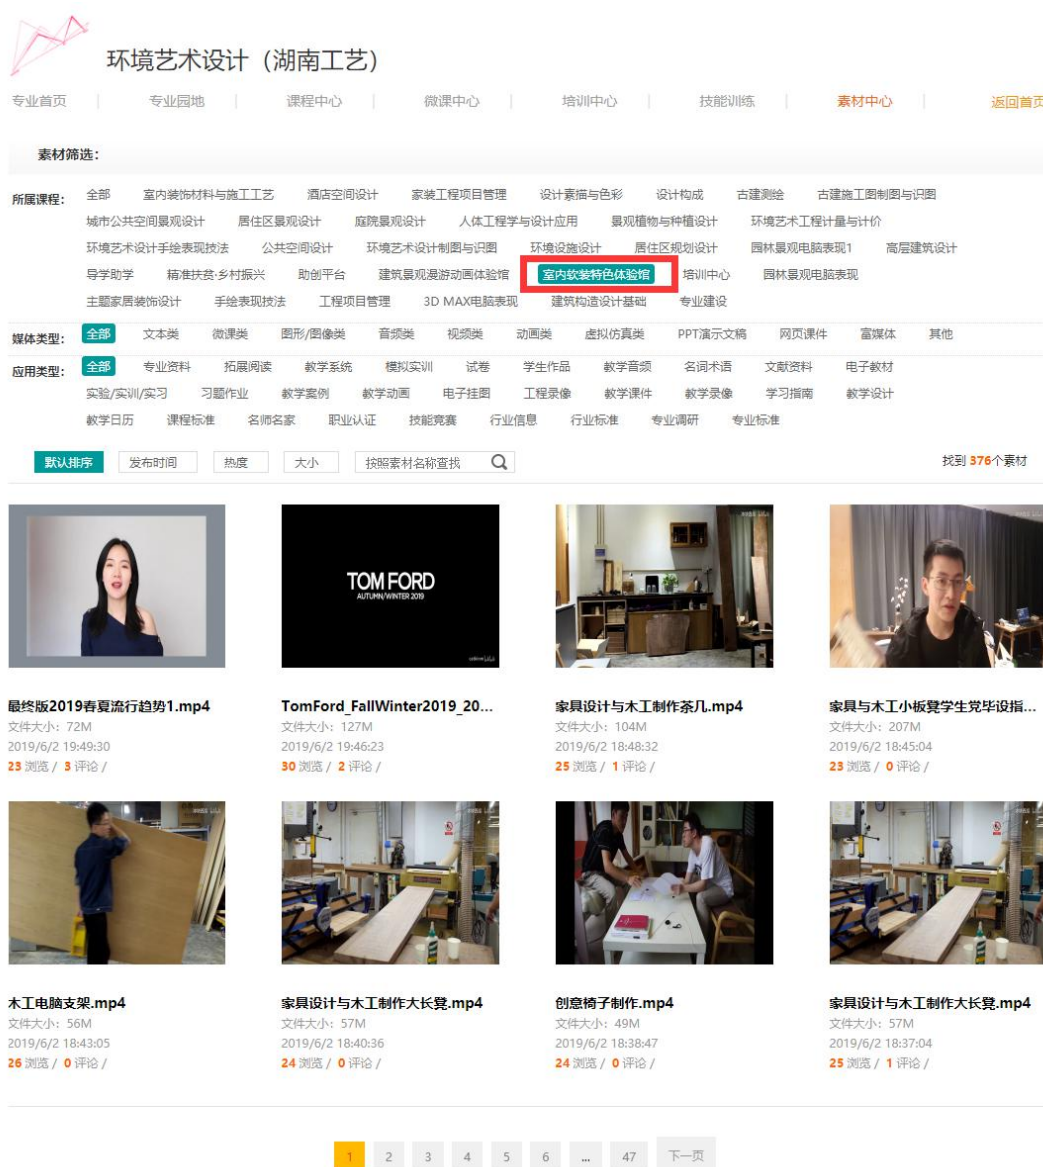 环境艺术设计（湖南工艺）
专业首页 | 专业园地 | 课程中心 | 微课中心 | 培训中心 | 技能训练 | 素材中心 | 返回首页
素材筛选：
所属课程： 全部 室内装饰材料与施工工艺 酒店空间设计 家装工程项目管理 设计素描与色彩 设计构成 古建测绘 古建施工图制图与识图
城市公共空间景观设计 居住区景观设计 庭院景观设计 人体工程学与设计应用 景观植物与种植设计 环境艺术工程计量与计价
环境艺术设计手绘表现技法 公共空间设计 环境艺术设计制图与识图 环境设施设计 居住区规划设计 园林景观电脑表现1 高层建筑设计
导学助学 精准扶贫·乡村振兴 助创平台 建筑景观漫游动画体验馆 室内软装特色体验馆 培训中心 园林景观电脑表现
主题家居装饰设计 手绘表现技法 工程项目管理 3D MAX电脑表现 建筑构造设计基础 专业建设
媒体类型： 全部 文本类 微课类 图形/图像类 音频类 视频类 动画类 虚拟仿真类 PPT演示文稿 网页课件 富媒体 其他
应用类型： 全部 专业资料 拓展阅读 教学系统 模拟实训 试卷 学生作品 教学音频 名词术语 文献资料 电子教材
实验/实训/实习 习题作业 教学案例 教学动画 电子挂图 工程录像 教学课件 教学录像 学习指南 教学设计
教学日历 课程标准 名师名家 职业认证 技能竞赛 行业信息 行业标准 专业调研 专业标准
默认排序 发布时间 热度 大小 按照素材名称查找 找到 376个素材
TOM FORD
AUTUMN/WINTER 2019
最终版2019春夏流行趋势1.mp4 TomFord_FallWinter2019_20... 家具设计与木工制作茶几.mp4 家具与木工小板凳学生党毕设指...
文件大小：72M 文件大小：127M 文件大小：104M 文件大小：207M
2019/6/2 19:49:30 2019/6/2 19:46:23 2019/6/2 18:48:32 2019/6/2 18:45:04
23 浏览 / 3 评论 / 30 浏览 / 2 评论 / 25 浏览 / 1 评论 / 23 浏览 / 0 评论 /
木工电脑支架.mp4 家具设计与木工制作大长凳.mp4 创意椅子制作.mp4 家具设计与木工制作大长凳.mp4
文件大小：56M 文件大小：57M 文件大小：49M 文件大小：57M
2019/6/2 18:43:05 2019/6/2 18:40:36 2019/6/2 18:38:47 2019/6/2 18:37:04
26 浏览 / 0 评论 / 24 浏览 / 0 评论 / 24 浏览 / 0 评论 / 25 浏览 / 1 评论 /
1 2 3 4 5 6 ... 47 下一页